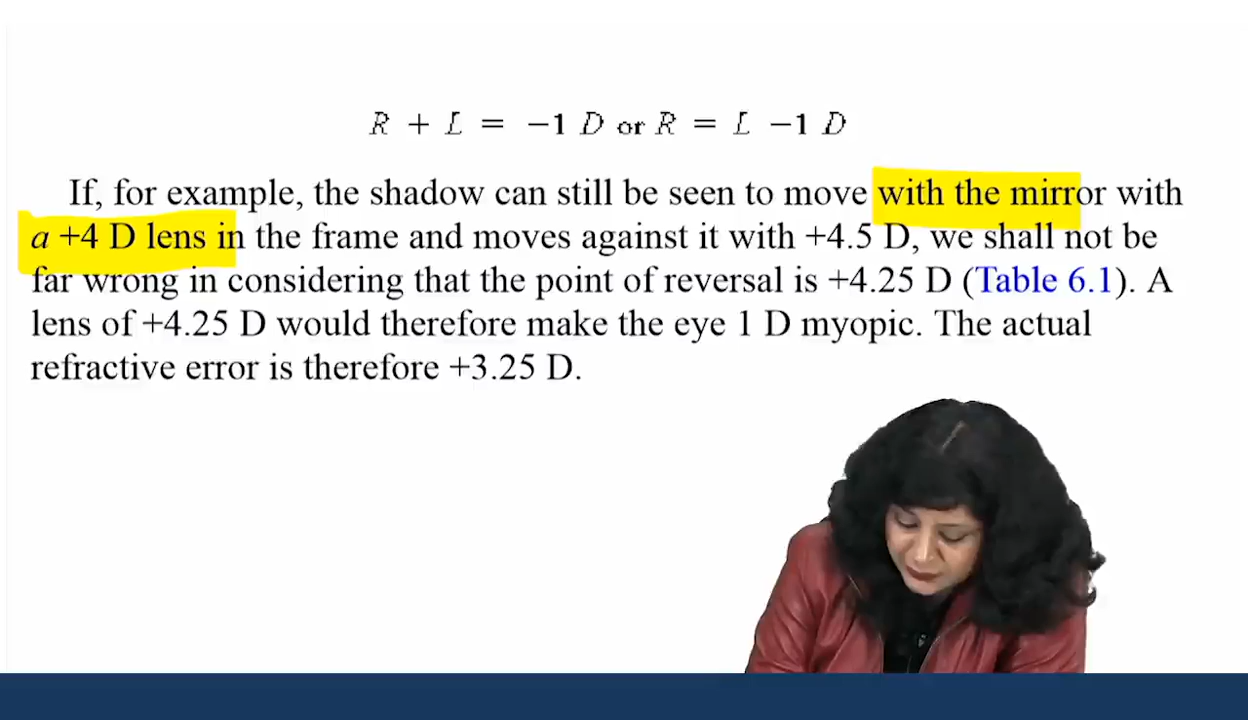 R + L = −1 D or R = L −1 D
If, for example, the shadow can still be seen to move with the mirror with
a +4 D lens in the frame and moves against it with +4.5 D, we shall not be
far wrong in considering that the point of reversal is +4.25 D (Table 6.1). A
lens of +4.25 D would therefore make the eye 1 D myopic. The actual
refractive error is therefore +3.25 D.